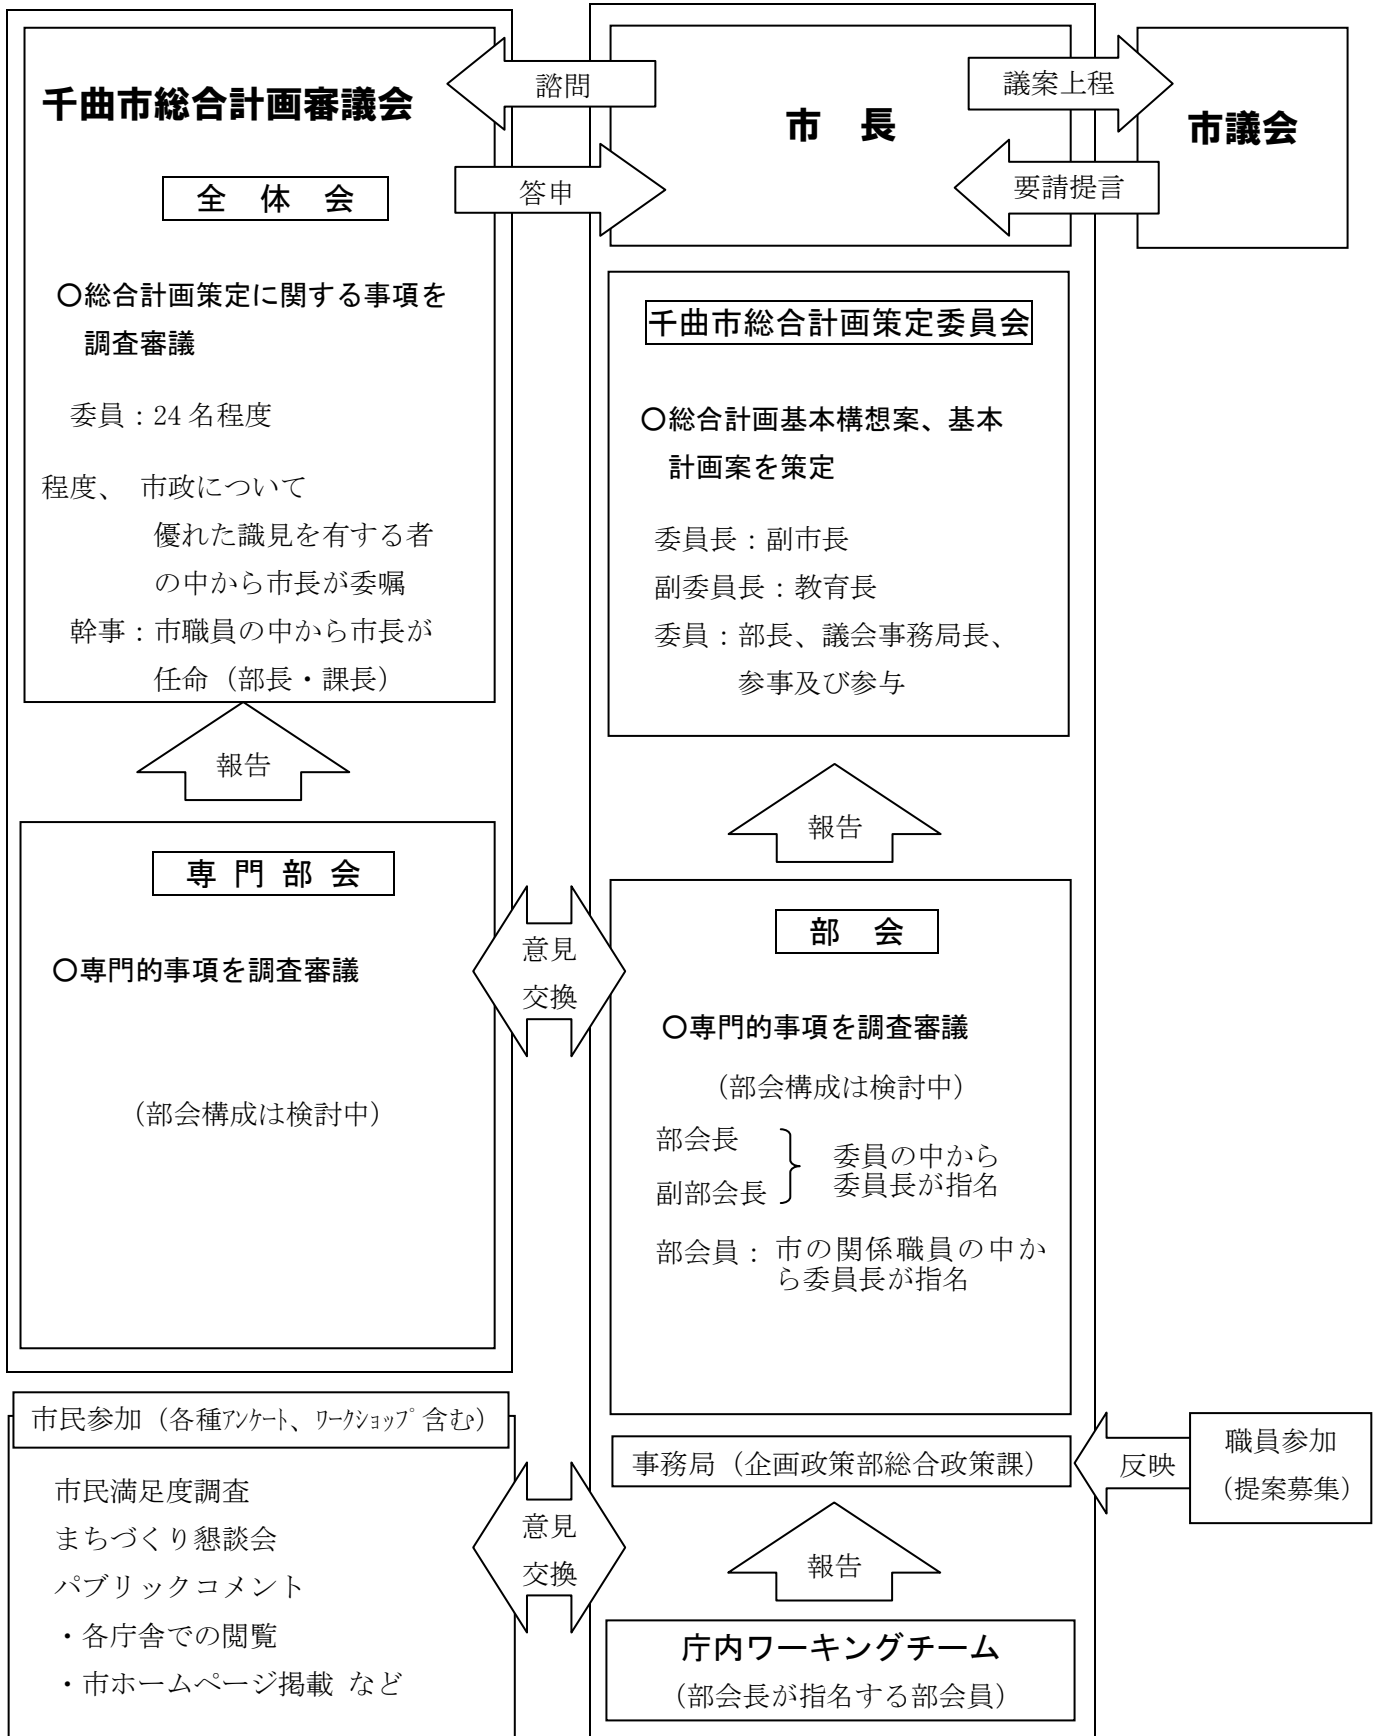 千曲市総合計画審議会
全 体 会
○総合計画策定に関する事項を
調査審議
委員：24 名程度
程度、 市政について
優れた識見を有する者
の中から市長が委嘱
幹事：市職員の中から市長が
任命（部長・課長）
諮問
答申
市 長
議案上程
要請提言
市議会
千曲市総合計画策定委員会
○総合計画基本構想案、基本
計画案を策定
委員長：副市長
副委員長：教育長
委員：部長、議会事務局長、
参事及び参与
報告
報告
専 門 部 会
○専門的事項を調査審議
（部会構成は検討中）
意見
交換
部 会
○専門的事項を調査審議
（部会構成は検討中）
部会長
副部会長
委員の中から
委員長が指名
部会員： 市の関係職員の中か
ら委員長が指名
市民参加（各種ｱﾝｹｰﾄ、ﾜｰｸｼｮｯﾌﾟ含む）
市民満足度調査
まちづくり懇談会
パブリックコメント
・各庁舎での閲覧
・市ホームページ掲載 など
意見
交換
事務局（企画政策部総合政策課）
反映
職員参加
（提案募集）
報告
庁内ワーキングチーム
（部会長が指名する部会員）